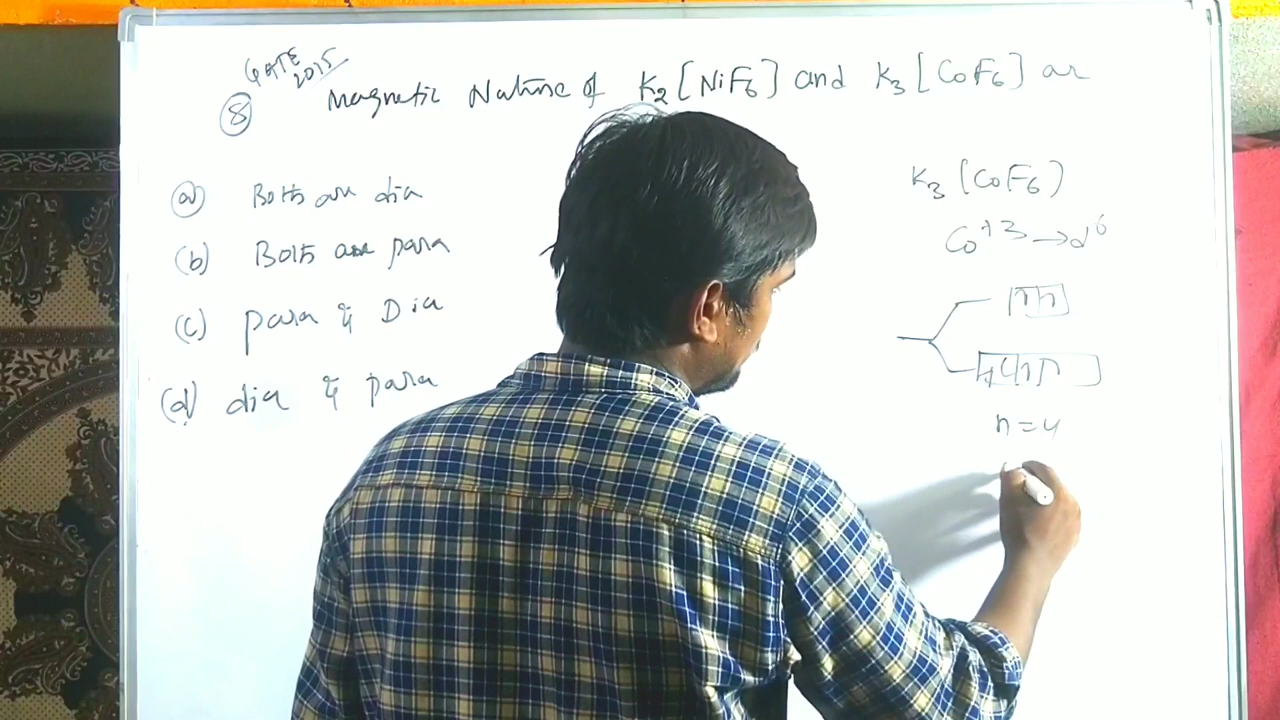 GATE 2015
(8) Magnetic Nature of K2[NiF6] and K3[CoF6] ar
(a) Both are dia
(b) Both are para
(c) para & Dia
(d) dia & para
K3(CoF6)
Co+3 → d6
n = 4